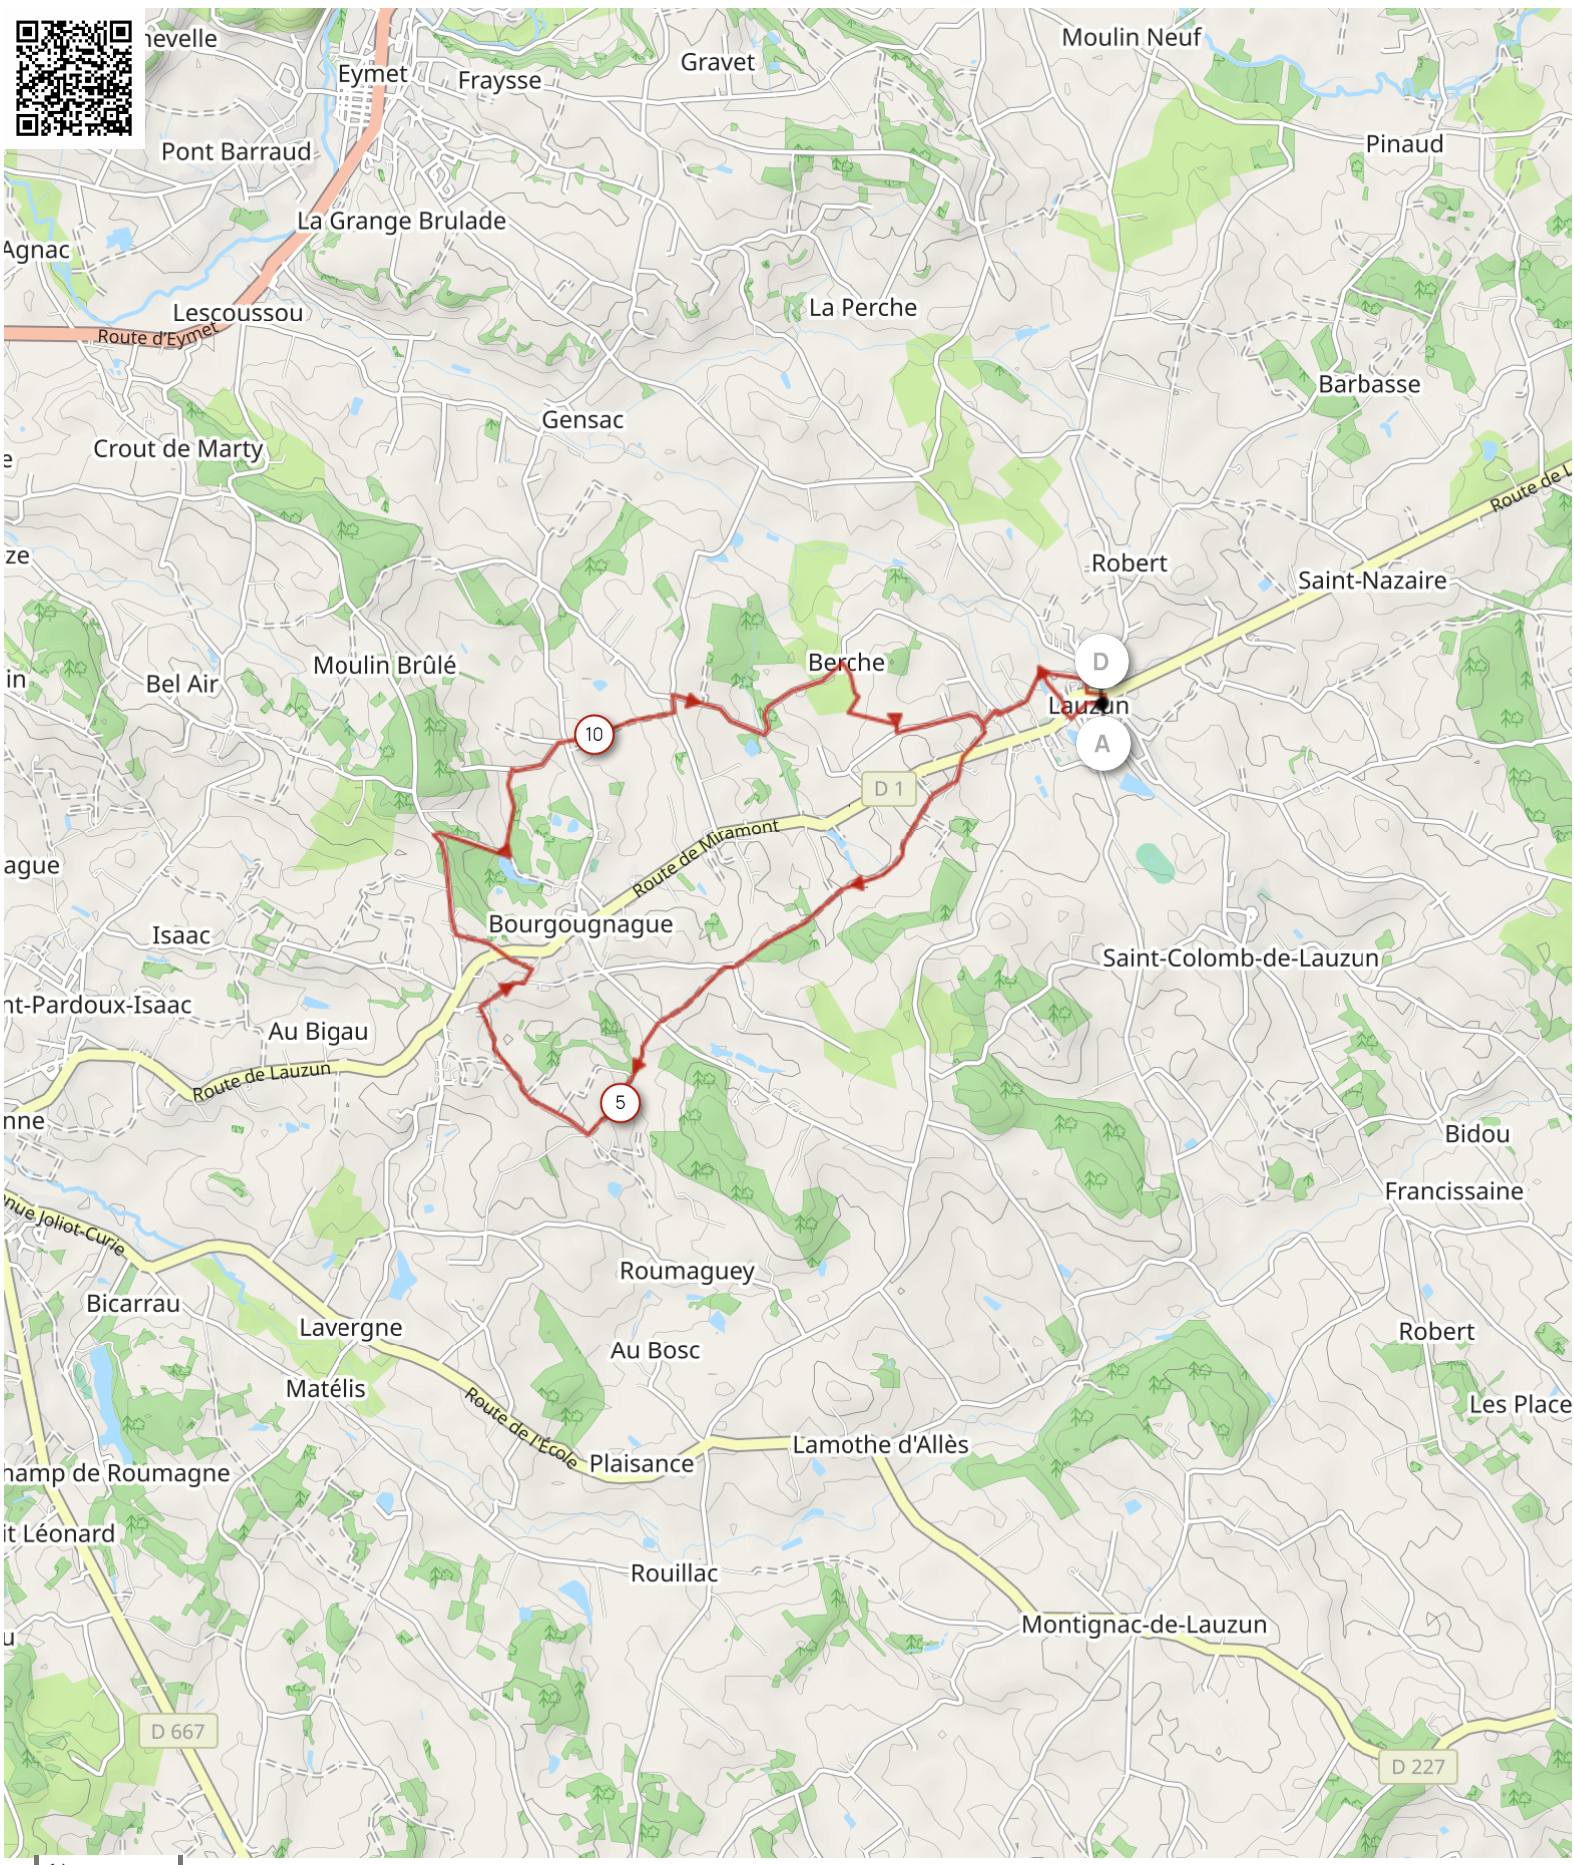 Moulin Neuf
Gravet
Eymet
Fraysse
Pinaud
Pont Barraud
La Grange Brulade
Agnac
La Perche
Lescoussou
Route d'Eymet
Barbasse
Gensac
Crout de Marty
Route de L
Robert
Saint-Nazaire
Moulin Brûlé
Berche
D
Bel Air
Lauzun
10
A
D 1
Route de Miramont
Bourgougnague
Isaac
Saint-Colomb-de-Lauzun
nt-Pardoux-Isaac
Au Bigau
Route de Lauzun
5
nne
Bidou
Francissaine
nue Joliot-Curie
Roumaguey
Bicarrau
Lavergne
Robert
Au Bosc
Matélis
Les Place
Route de l'École
Lamothe d'Allès
Plaisance
hamp de Roumagne
it Léonard
Rouillac
Montignac-de-Lauzun
D 667
D 227